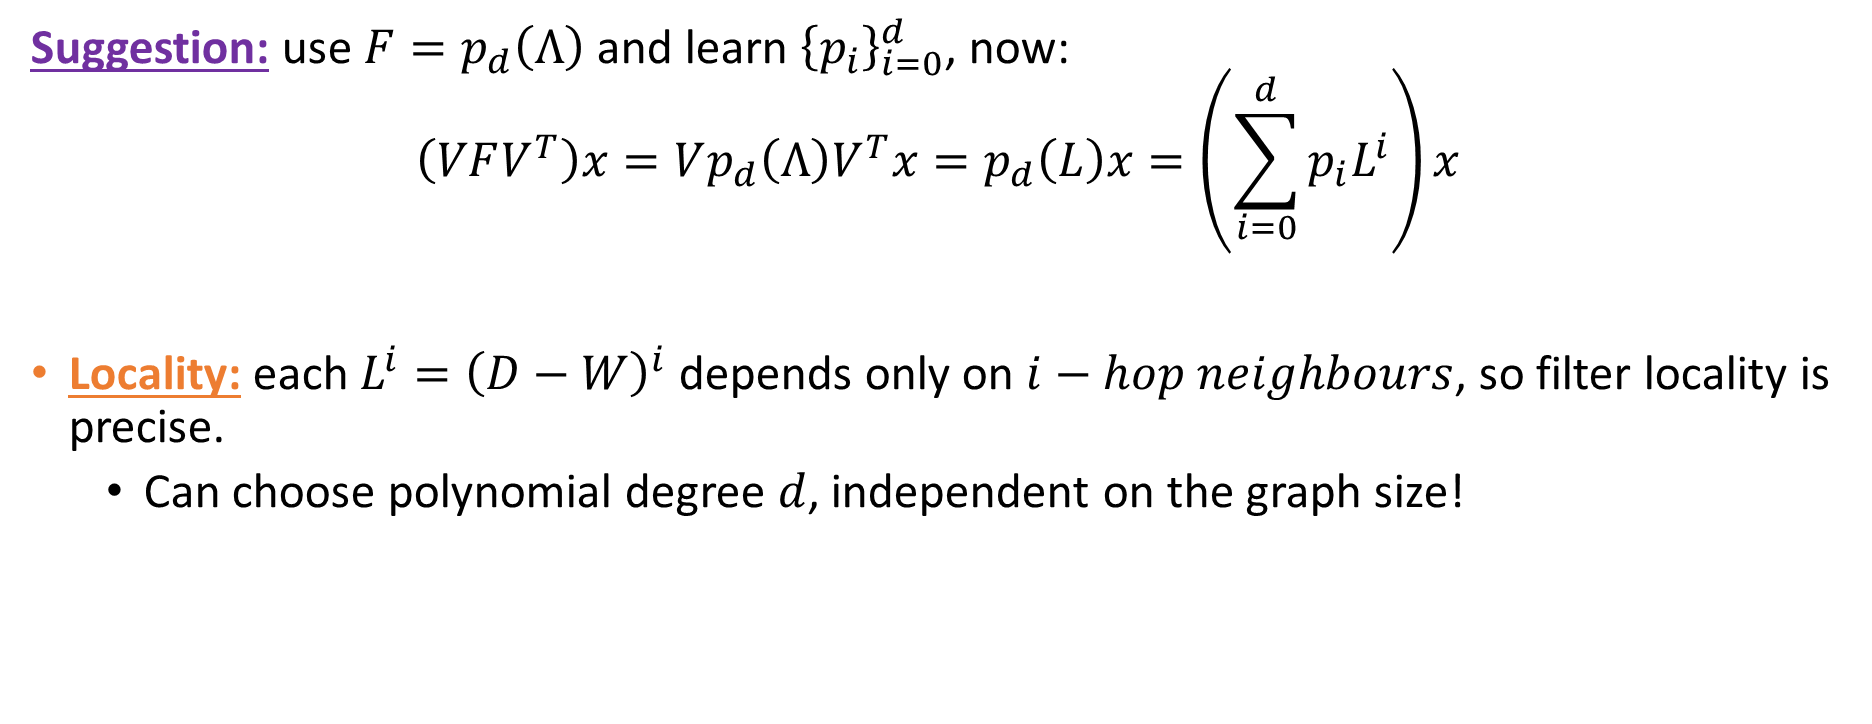 Suggestion: use F = p_d(Λ) and learn {p_i}_{i=0}^d, now:
(VFV^T)x = Vp_d(Λ)V^T x = p_d(L)x = (∑_{i=0}^{d} p_i L^i) x
• Locality: each L^i = (D − W)^i depends only on i − hop neighbours, so filter locality is
precise.
• Can choose polynomial degree d, independent on the graph size!